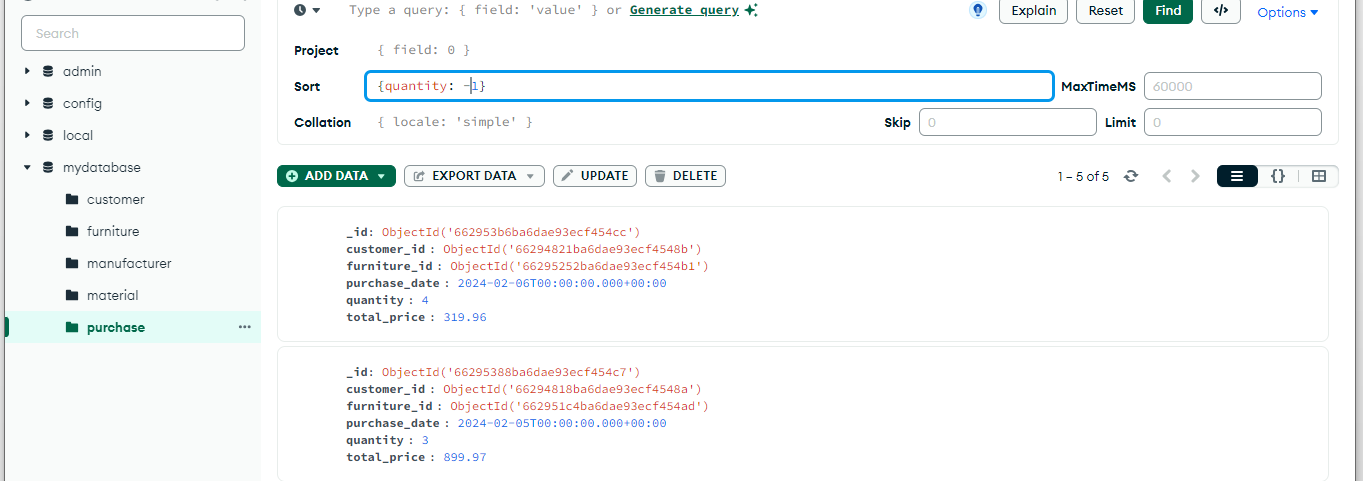 Type a query: { field: 'value' } or Generate query
Explain
Reset
Find
</>
Options
Search
Project
{ field: 0 }
admin
Sort
{quantity: -1}
MaxTimeMS
60000
config
Collation
{ locale: 'simple' }
Skip
0
Limit
0
local
mydatabase
ADD DATA
EXPORT DATA
UPDATE
DELETE
1 – 5 of 5
{}
customer
furniture
manufacturer
material
purchase
_id: ObjectId('662953b6ba6dae93ecf454cc')
customer_id : ObjectId('66294821ba6dae93ecf4548b')
furniture_id : ObjectId('66295252ba6dae93ecf454b1')
purchase_date : 2024-02-06T00:00:00.000+00:00
quantity : 4
total_price : 319.96
_id: ObjectId('66295388ba6dae93ecf454c7')
customer_id : ObjectId('66294818ba6dae93ecf4548a')
furniture_id : ObjectId('662951c4ba6dae93ecf454ad')
purchase_date : 2024-02-05T00:00:00.000+00:00
quantity : 3
total_price : 899.97